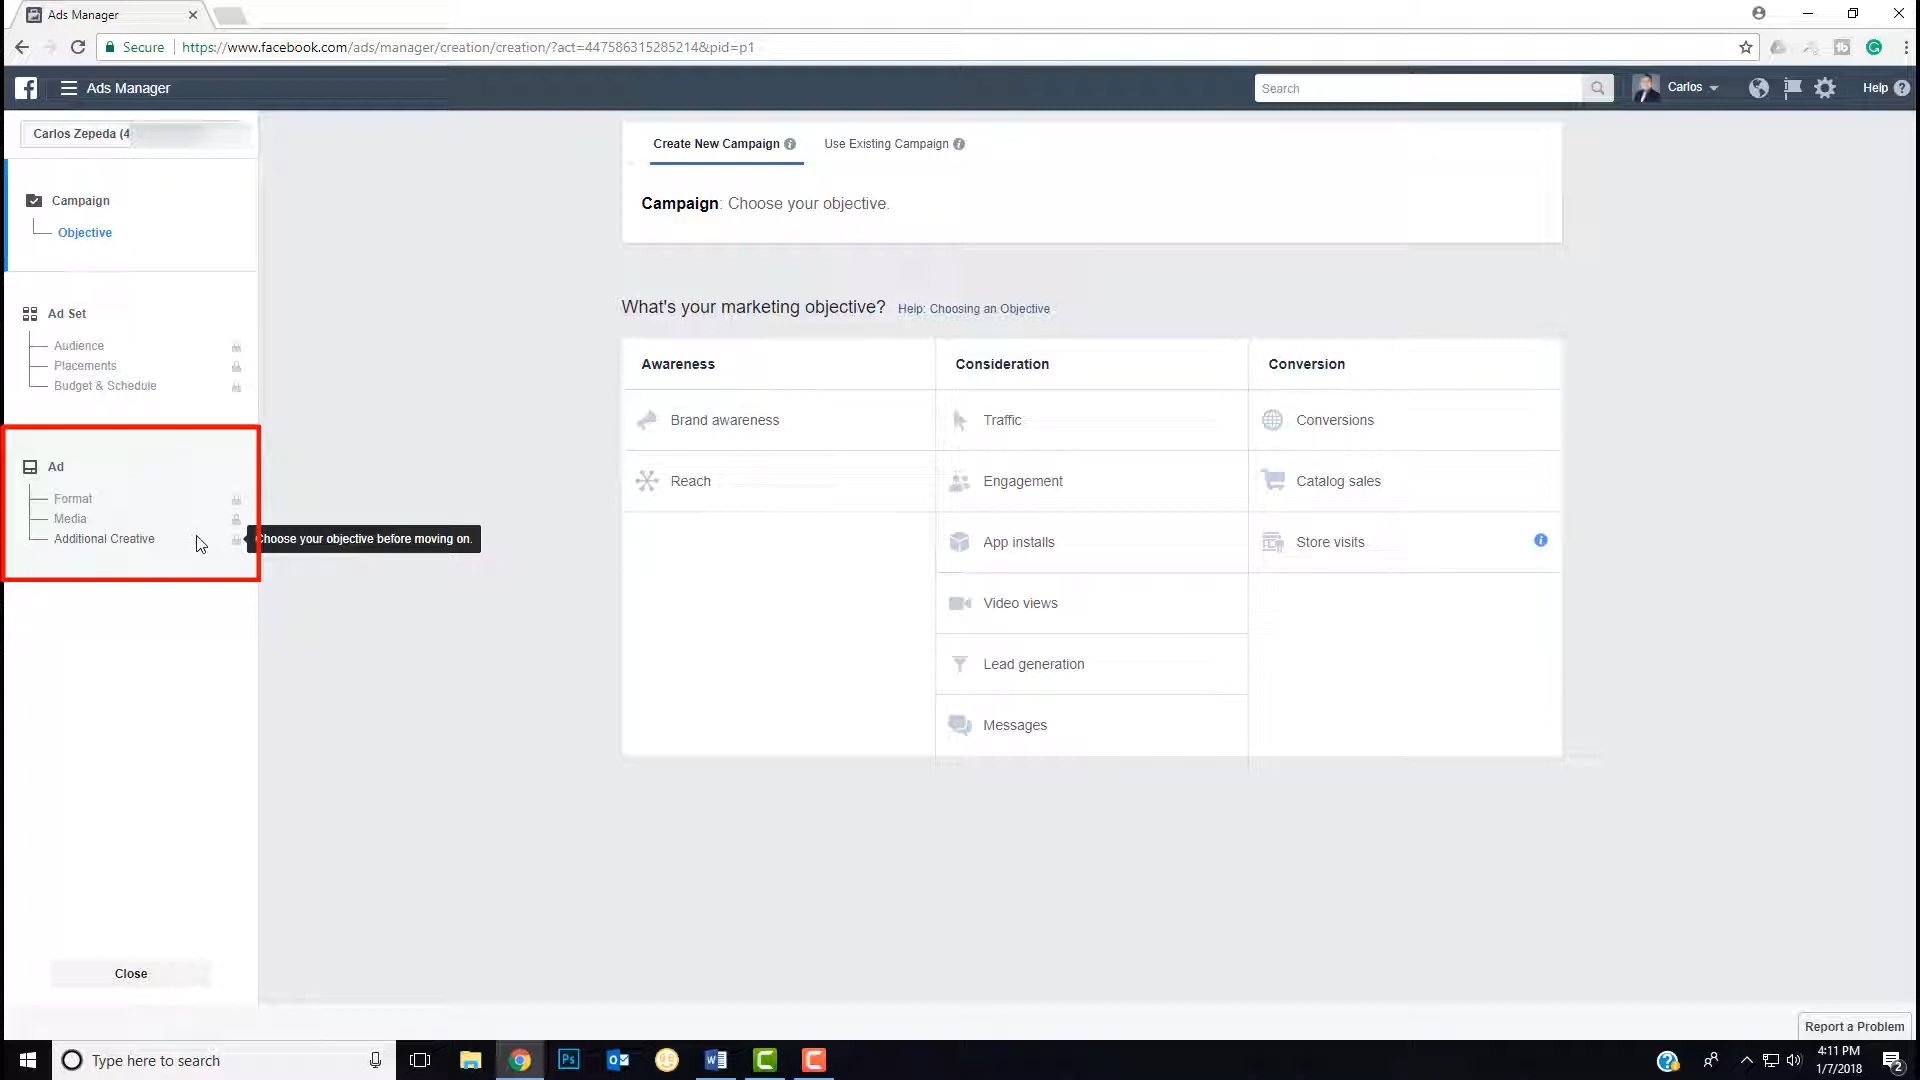 Ads Manager
Secure
https://www.facebook.com/ads/manager/creation/creation/?act=447586315285214&pid=p1
Ads Manager
Search
Carlos
Help
Carlos Zepeda (4
Create New Campaign
Use Existing Campaign
Campaign
Campaign: Choose your objective.
Objective
What's your marketing objective?
Help: Choosing an Objective
Ad Set
Audience
Placements
Budget & Schedule
Awareness
Consideration
Conversion
Brand awareness
Traffic
Conversions
Reach
Engagement
Catalog sales
App installs
Store visits
Video views
Lead generation
Messages
Ad
Format
Media
Additional Creative
Choose your objective before moving on.
Close
Report a Problem
Type here to search
Ps
4:11 PM
1/7/2018
2